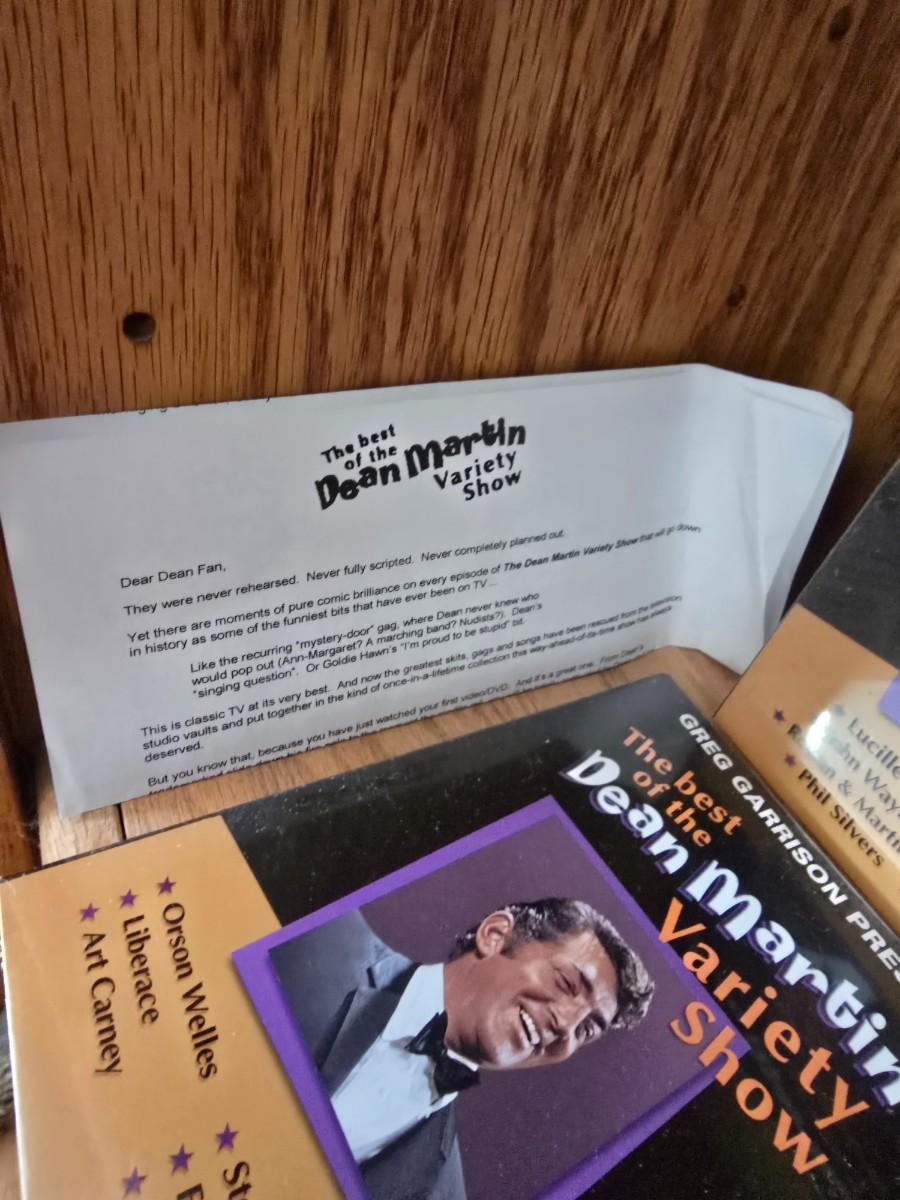 The best
of the
Dean Martin
Variety
Show
Dear Dean Fan,
They were never rehearsed. Never fully scripted. Never completely planned out.
Yet there are moments of pure comic brilliance on every episode of The Dean Martin Variety Show that will go down
in history as some of the funniest bits that have ever been on TV...
Like the recurring "mystery-door" gag, where Dean never knew who
would pop out (Ann-Margaret? A marching band? Nudists?). Dean's
"singing question". Or Goldie Hawn's "I'm proud to be stupid" bit.
This is classic TV at its very best. And now the greatest skits, gags and songs have been rescued from the
studio vaults and put together in the kind of once-in-a-lifetime collection this way-ahead-of-its-time show has always
deserved.
But you know that, because you have just watched your first video/DVD. And it's a great one. From Dean's
GREG GARRISON PRES
The best
of the
Dean Martin
Variety
Show
Orson Welles
Liberace
Art Carney
St
Lucille
hn Way
n & Marti
Phil Silvers